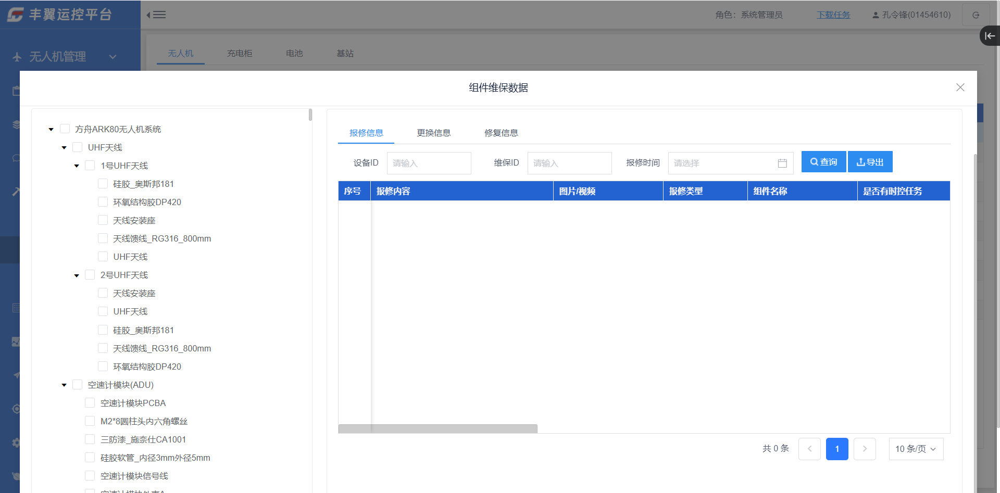 丰翼运控平台
角色：系统管理员
下载任务
孔令锋(01454610)
无人机管理
无人机
充电柜
电池
基站
组件维保数据
方舟ARK80无人机系统
UHF天线
1号UHF天线
硅胶_奥斯邦181
环氧结构胶DP420
天线安装座
天线馈线_RG316_800mm
UHF天线
2号UHF天线
天线安装座
UHF天线
硅胶_奥斯邦181
天线馈线_RG316_800mm
环氧结构胶DP420
空速计模块(ADU)
空速计模块PCBA
M2*8圆柱头内六角螺丝
三防漆_施奈仕CA1001
硅胶软管_内径3mm外径5mm
空速计模块信号线
空速计模块外壳A
报修信息
更换信息
修复信息
设备ID
请输入
维保ID
请输入
报修时间
请选择
查询
导出
序号
报修内容
图片/视频
报修类型
组件名称
是否有时控任务
共 0 条
1
10 条/页